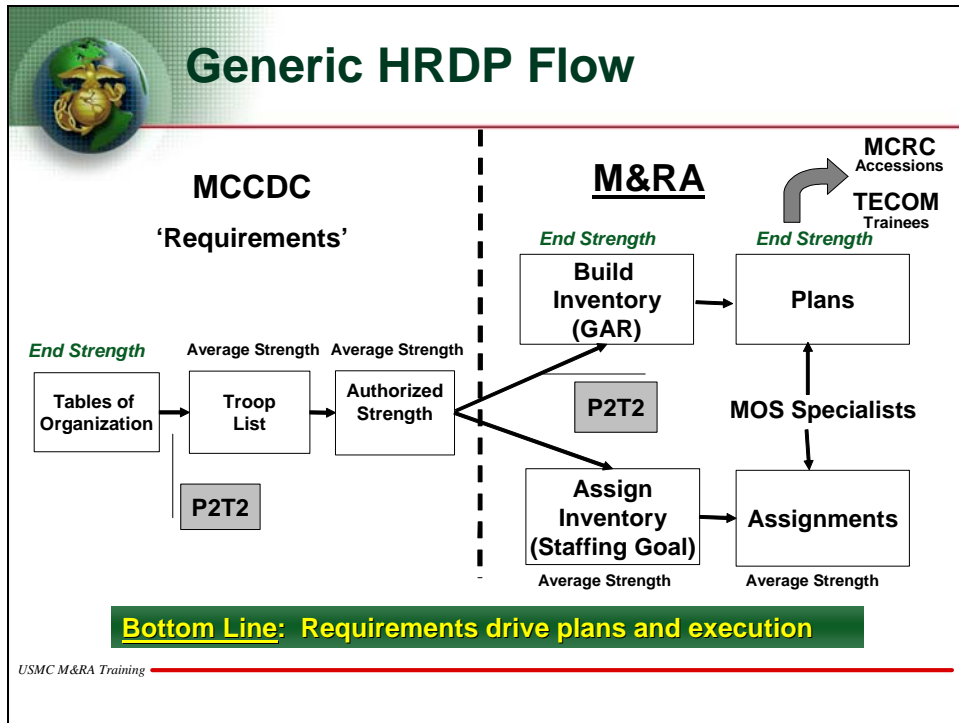 Generic HRDP Flow
MCCDC
'Requirements'
M&RA
MCRC
Accessions
TECOM
Trainees
End Strength
Tables of
Organization
Average Strength
Troop
List
Average Strength
Authorized
Strength
P2T2
End Strength
Build
Inventory
(GAR)
End Strength
Plans
P2T2
MOS Specialists
Assign
Inventory
(Staffing Goal)
Average Strength
Assignments
Average Strength
Bottom Line: Requirements drive plans and execution
USMC M&RA Training